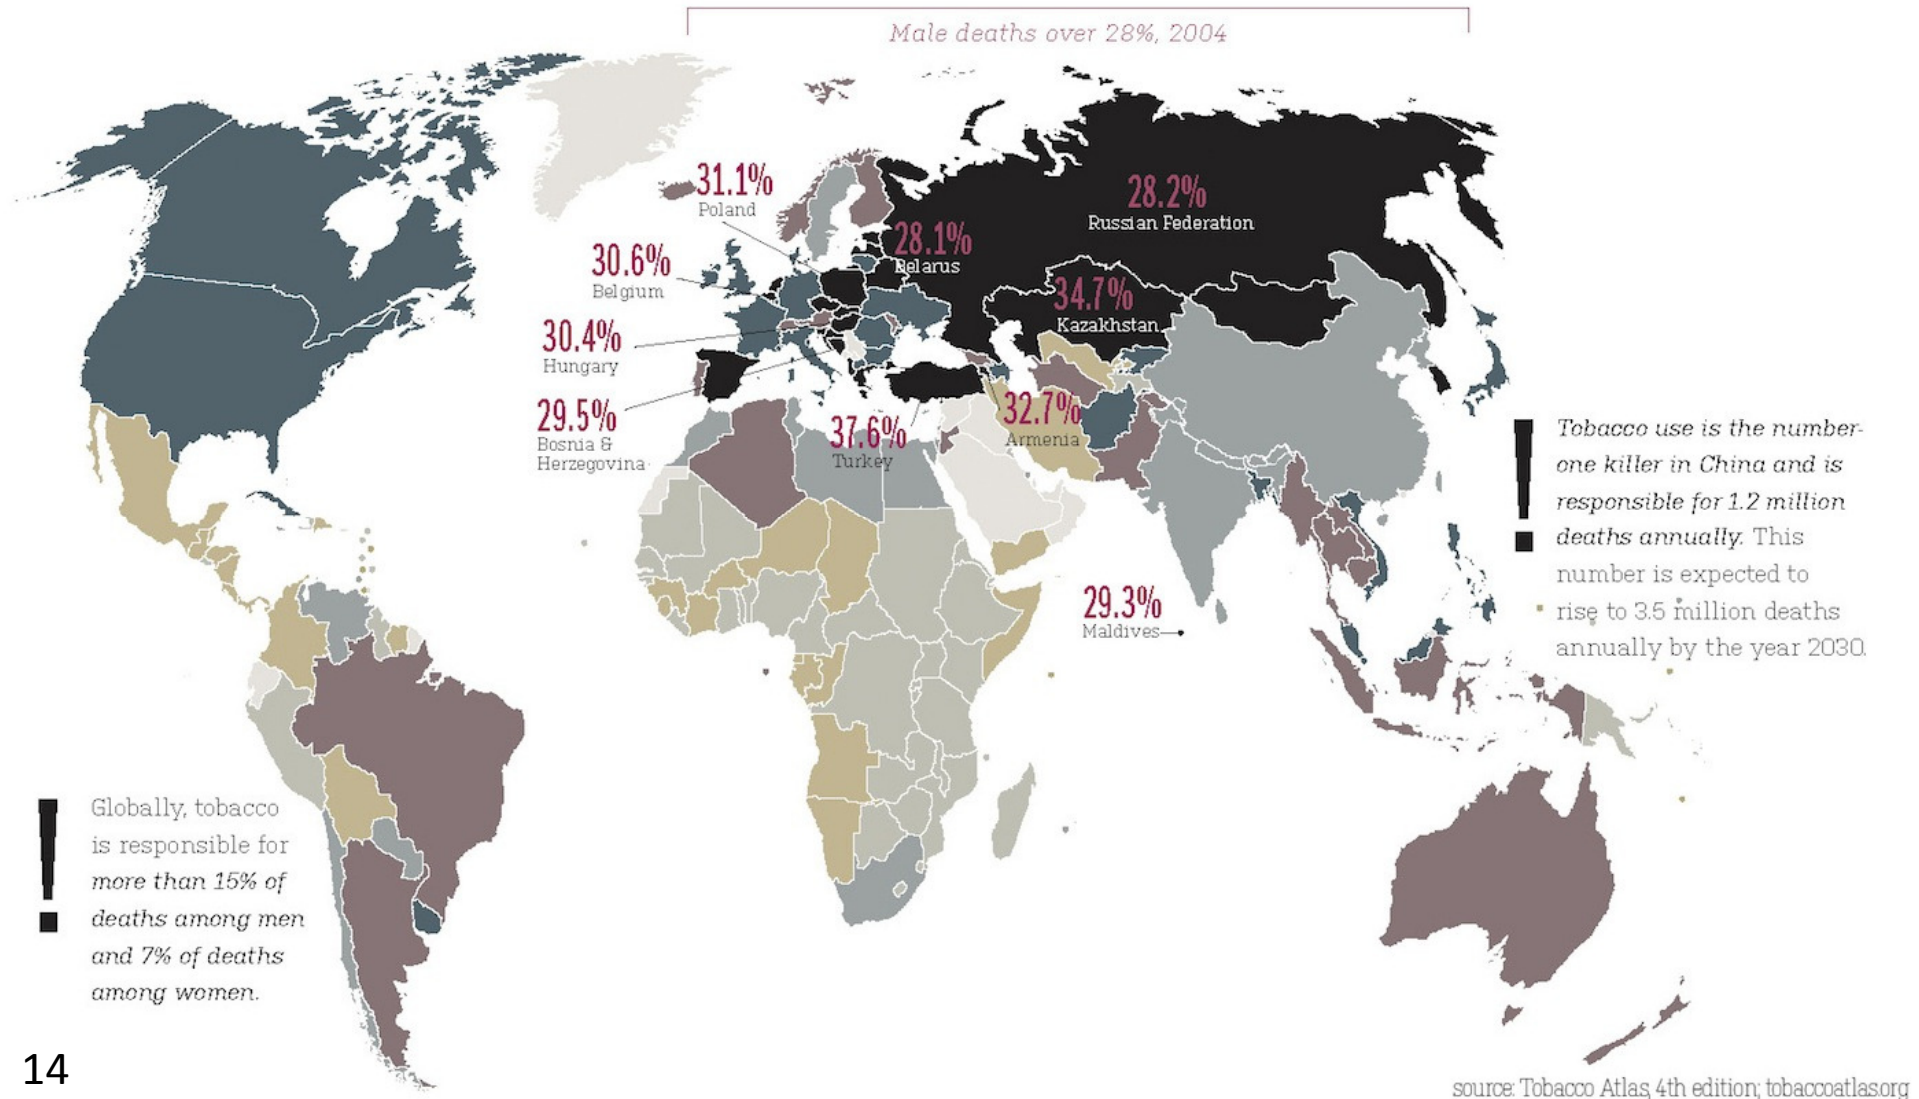 Male deaths over 28%, 2004
31.1%
Poland
28.2%
Russian Federation
28.1%
Belarus
30.6%
Belgium
34.7%
Kazakhstan
30.4%
Hungary
29.5%
Bosnia &
Herzegovina
37.6%
Turkey
32.7%
Armenia
29.3%
Maldives
Tobacco use is the number-
one killer in China and is
responsible for 1.2 million
deaths annually. This
number is expected to
rise to 3.5 million deaths
annually by the year 2030.
Globally, tobacco
is responsible for
more than 15% of
deaths among men
and 7% of deaths
among women.
14
source: Tobacco Atlas, 4th edition; tobaccoatlas.org